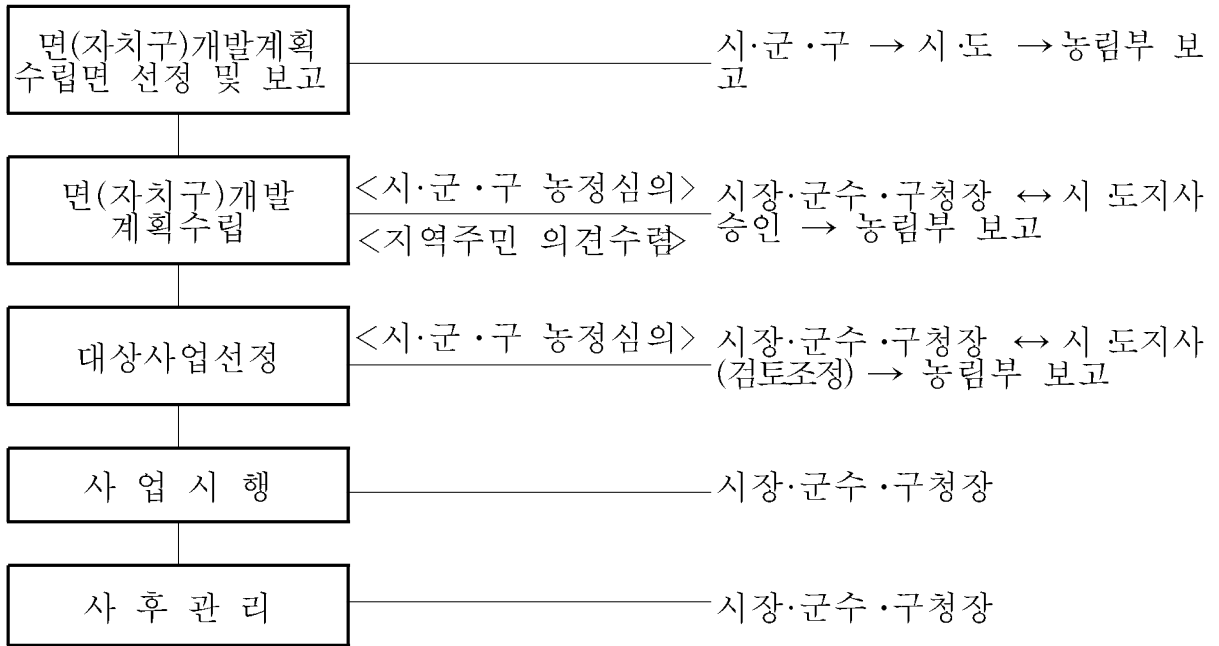 면(자치구)개발계획
수립면 선정 및 보고
시·군·구 → 시·도 →농림부 보
고
면(자치구)개발
계획수립
<시·군·구 농정심의>
<지역주민 의견수렴>
시장·군수·구청장 ↔ 시·도지사
승인 → 농림부 보고
대상사업선정
<시·군·구 농정심의>
시장·군수·구청장 ↔ 시·도지사
(검토조정) → 농림부 보고
사 업 시 행
시장·군수·구청장
사 후 관 리
시장·군수·구청장